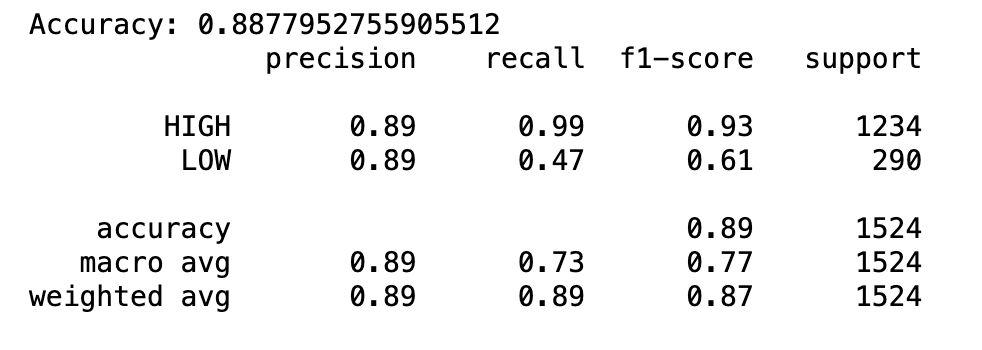 Accuracy: 0.8877952755905512
precision recall f1-score support
HIGH 0.89 0.99 0.93 1234
LOW 0.89 0.47 0.61 290
accuracy 0.89 1524
macro avg 0.89 0.73 0.77 1524
weighted avg 0.89 0.89 0.87 1524